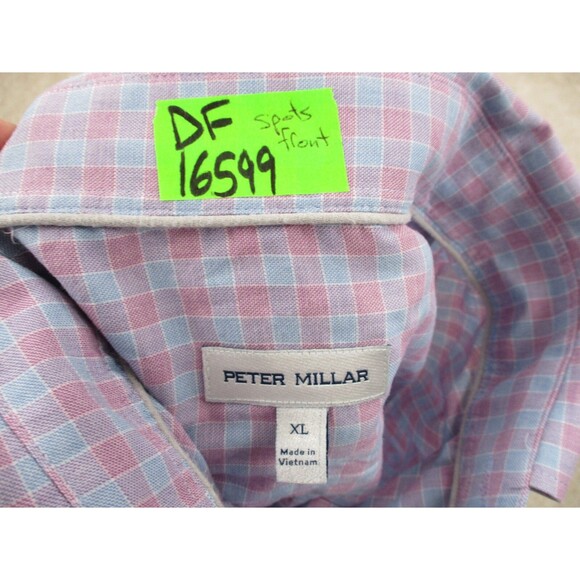 DF
16599
spots
front
PETER MILLAR
XL
Made in
Vietnam